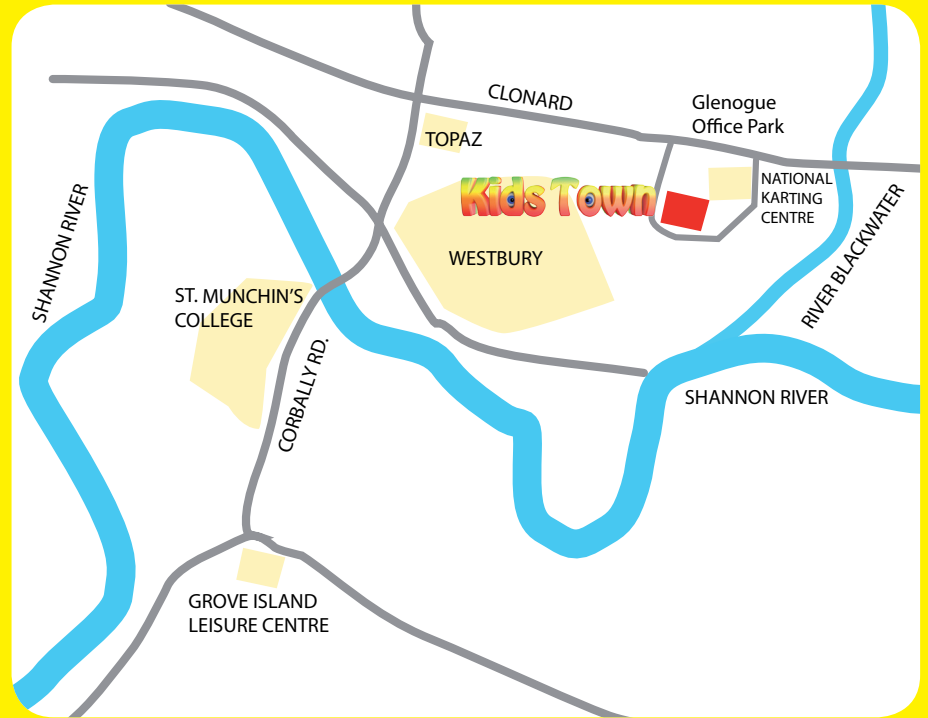 CLONARD
Glenogue
Office Park
TOPAZ
Kids Town
NATIONAL
KARTING
CENTRE
SHANNON RIVER
RIVER BLACKWATER
WESTBURY
ST. MUNCHIN'S
COLLEGE
CORBALLY RD.
SHANNON RIVER
GROVE ISLAND
LEISURE CENTRE